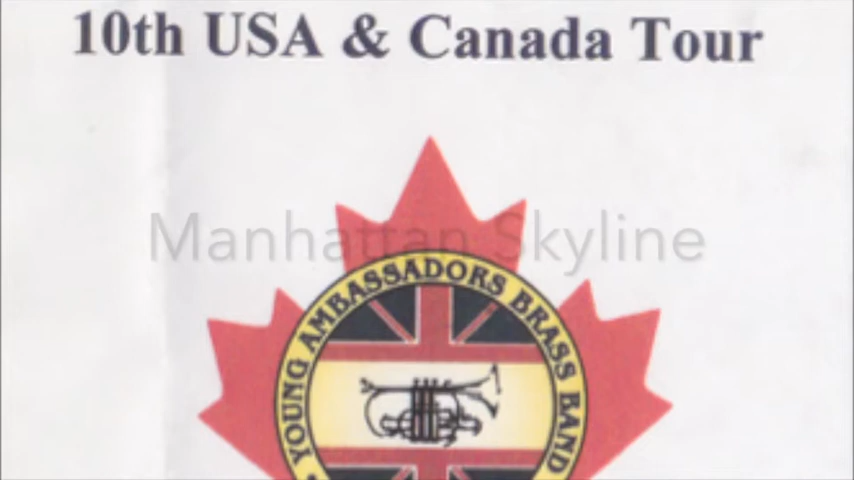 10th USA & Canada Tour
Manhattan Skyline
YOUNG AMBASSADORS BRASS BAND